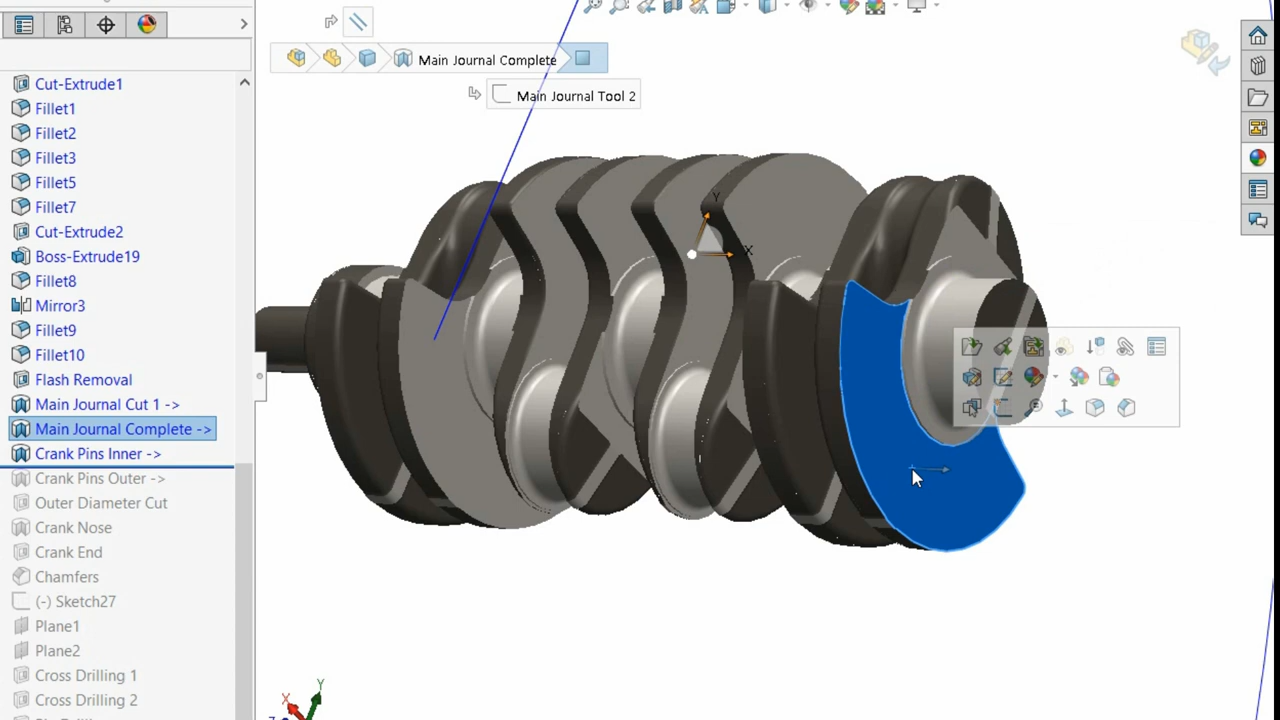 Main Journal Complete
Main Journal Tool 2
Cut-Extrude1
Fillet1
Fillet2
Fillet3
Fillet5
Fillet7
Cut-Extrude2
Boss-Extrude19
Fillet8
Mirror3
Fillet9
Fillet10
Flash Removal
Main Journal Cut 1 ->
Main Journal Complete ->
Crank Pins Inner ->
Crank Pins Outer ->
Outer Diameter Cut
Crank Nose
Crank End
Chamfers
(-) Sketch27
Plane1
Plane2
Cross Drilling 1
Cross Drilling 2
Y
X
X
Y